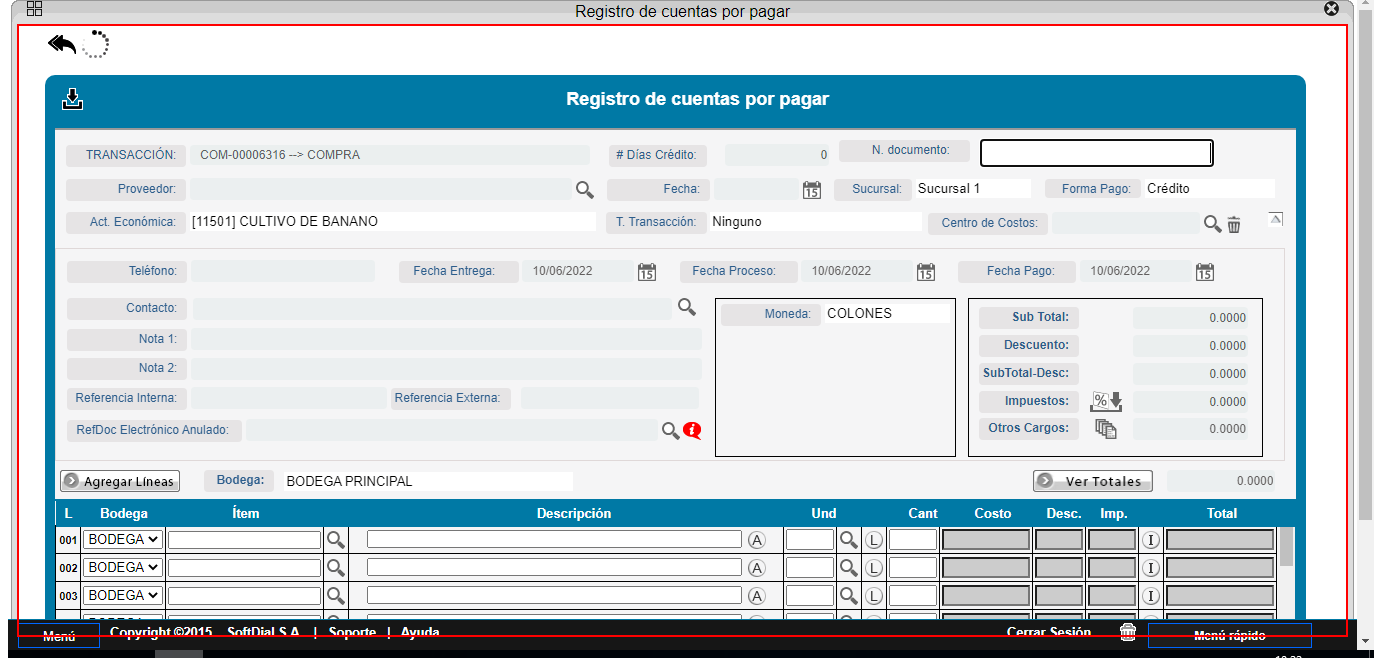 Registro de cuentas por pagar
Registro de cuentas por pagar
TRANSACCIÓN: COM-00006316 --> COMPRA # Días Crédito: 0 N. documento:
Proveedor: Fecha: 15 Sucursal: Sucursal 1 Forma Pago: Crédito
Act. Económica: [11501] CULTIVO DE BANANO T. Transacción: Ninguno Centro de Costos:
Teléfono: Fecha Entrega: 10/06/2022 15 Fecha Proceso: 10/06/2022 15 Fecha Pago: 10/06/2022 15
Contacto: Moneda: COLONES Sub Total: 0.0000
Nota 1: Descuento: 0.0000
Nota 2: SubTotal-Desc: 0.0000
Referencia Interna: Referencia Externa: Impuestos: % 0.0000
RefDoc Electrónico Anulado: i Otros Cargos: 0.0000
Agregar Líneas Bodega: BODEGA PRINCIPAL Ver Totales 0.0000
L Bodega Ítem Descripción Und Cant Costo Desc. Imp. Total
001 BODEGA A L I
002 BODEGA A L I
003 BODEGA A L I
Menú Copyright ©2015 SoftDial S.A. | Soporte | Ayuda Cerrar Sesión Menú rápido